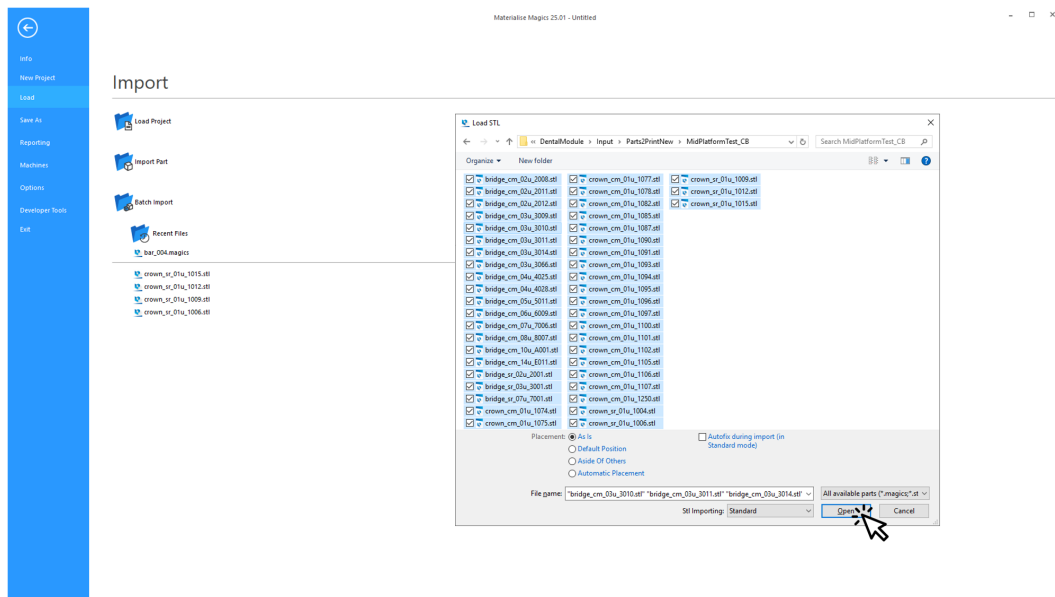 Materialise Magics 25.01 - Untitled
Info
New Project
Load
Save As
Reporting
Machines
Options
Developer Tools
Exit
Import
Load Project
Import Part
Batch Import
Recent Files
bar_004.magics
crown_sr_01u_1015.stl
crown_sr_01u_1012.stl
crown_sr_01u_1009.stl
crown_sr_01u_1006.stl
Load STL
« DentalModule › Input › Parts2PrintNew › MidPlatformTest_CB
Search MidPlatformTest_CB
Organize
New folder
bridge_cm_02u_2008.stl
bridge_cm_02u_2011.stl
bridge_cm_02u_2012.stl
bridge_cm_03u_3009.stl
bridge_cm_03u_3010.stl
bridge_cm_03u_3011.stl
bridge_cm_03u_3014.stl
bridge_cm_03u_3066.stl
bridge_cm_04u_4025.stl
bridge_cm_04u_4028.stl
bridge_cm_05u_5011.stl
bridge_cm_06u_6009.stl
bridge_cm_07u_7006.stl
bridge_cm_08u_8007.stl
bridge_cm_10u_A001.stl
bridge_cm_14u_E011.stl
bridge_sr_02u_2001.stl
bridge_sr_03u_3001.stl
bridge_sr_07u_7001.stl
crown_cm_01u_1074.stl
crown_cm_01u_1075.stl
crown_cm_01u_1077.stl
crown_cm_01u_1078.stl
crown_cm_01u_1082.stl
crown_cm_01u_1085.stl
crown_cm_01u_1087.stl
crown_cm_01u_1090.stl
crown_cm_01u_1091.stl
crown_cm_01u_1093.stl
crown_cm_01u_1094.stl
crown_cm_01u_1095.stl
crown_cm_01u_1096.stl
crown_cm_01u_1097.stl
crown_cm_01u_1100.stl
crown_cm_01u_1101.stl
crown_cm_01u_1102.stl
crown_cm_01u_1105.stl
crown_cm_01u_1106.stl
crown_cm_01u_1107.stl
crown_cm_01u_1250.stl
crown_sr_01u_1004.stl
crown_sr_01u_1006.stl
crown_sr_01u_1009.stl
crown_sr_01u_1012.stl
crown_sr_01u_1015.stl
Placement:
As Is
Default Position
Aside Of Others
Automatic Placement
Autofix during import (in
Standard mode)
File name: "bridge_cm_03u_3010.stl" "bridge_cm_03u_3011.stl" "bridge_cm_03u_3014.stl"
All available parts (*.magics;*.st
Stl Importing: Standard
Open
Cancel